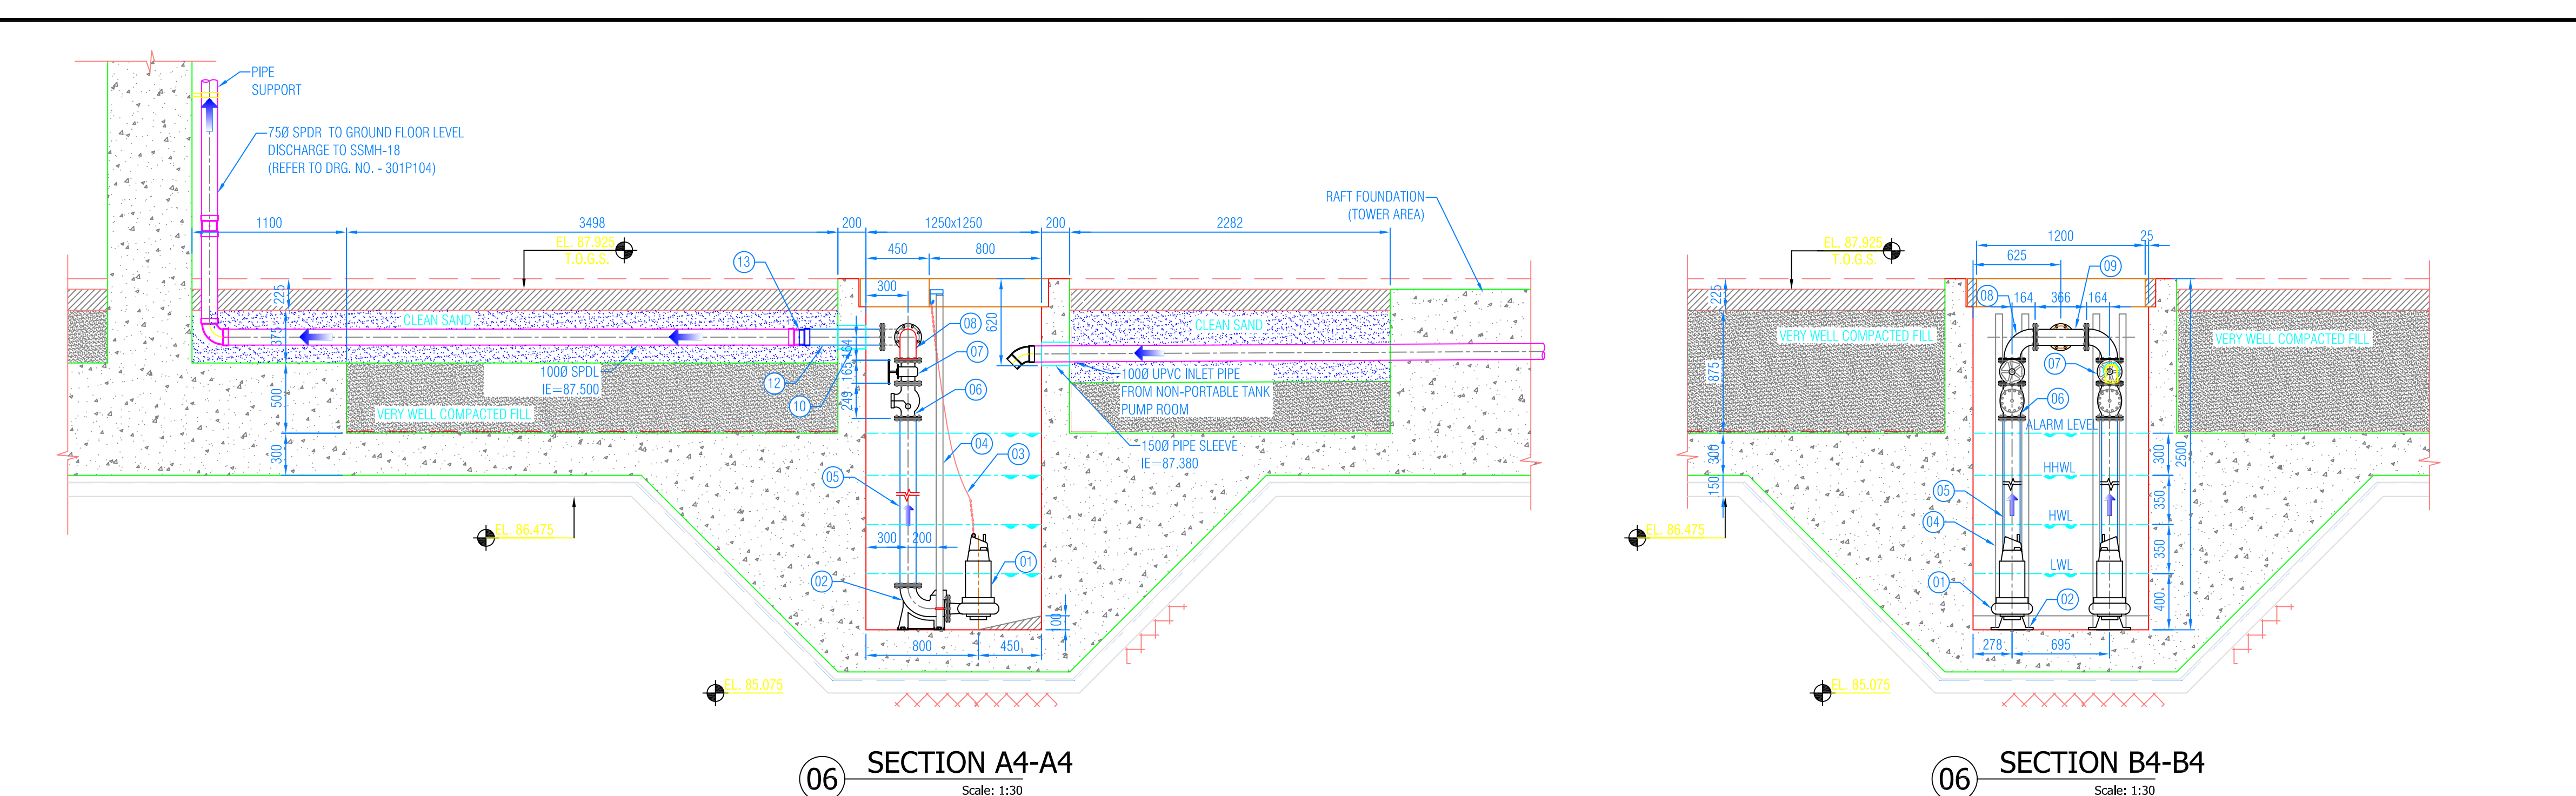 PIPE
SUPPORT
75Ø SPDR TO GROUND FLOOR LEVEL
DISCHARGE TO SSMH-18
(REFER TO DRG. NO. - 301P104)
RAFT FOUNDATION
(TOWER AREA)
1100
3498
200
1250x1250
200
2282
EL. 87.925
T.O.G.S.
450
800
13
300
225
375
500
300
CLEAN SAND
100Ø SPDL
IE=87.500
VERY WELL COMPACTED FILL
12
10
164
165
249
08
07
06
620
CLEAN SAND
100Ø UPVC INLET PIPE
FROM NON-PORTABLE TANK
PUMP ROOM
150Ø PIPE SLEEVE
IE=87.380
04
03
05
300
200
02
01
100
800
450
EL. 86.475
EL. 85.075
06
SECTION A4-A4
Scale: 1:30
EL. 87.925
T.O.G.S.
1200
25
625
09
08
164
366
164
225
875
300
150
VERY WELL COMPACTED FILL
VERY WELL COMPACTED FILL
07
06
ALARM LEVEL
HHWL
HWL
LWL
05
04
01
02
300
350
350
400
2500
278
695
EL. 86.475
EL. 85.075
06
SECTION B4-B4
Scale: 1:30